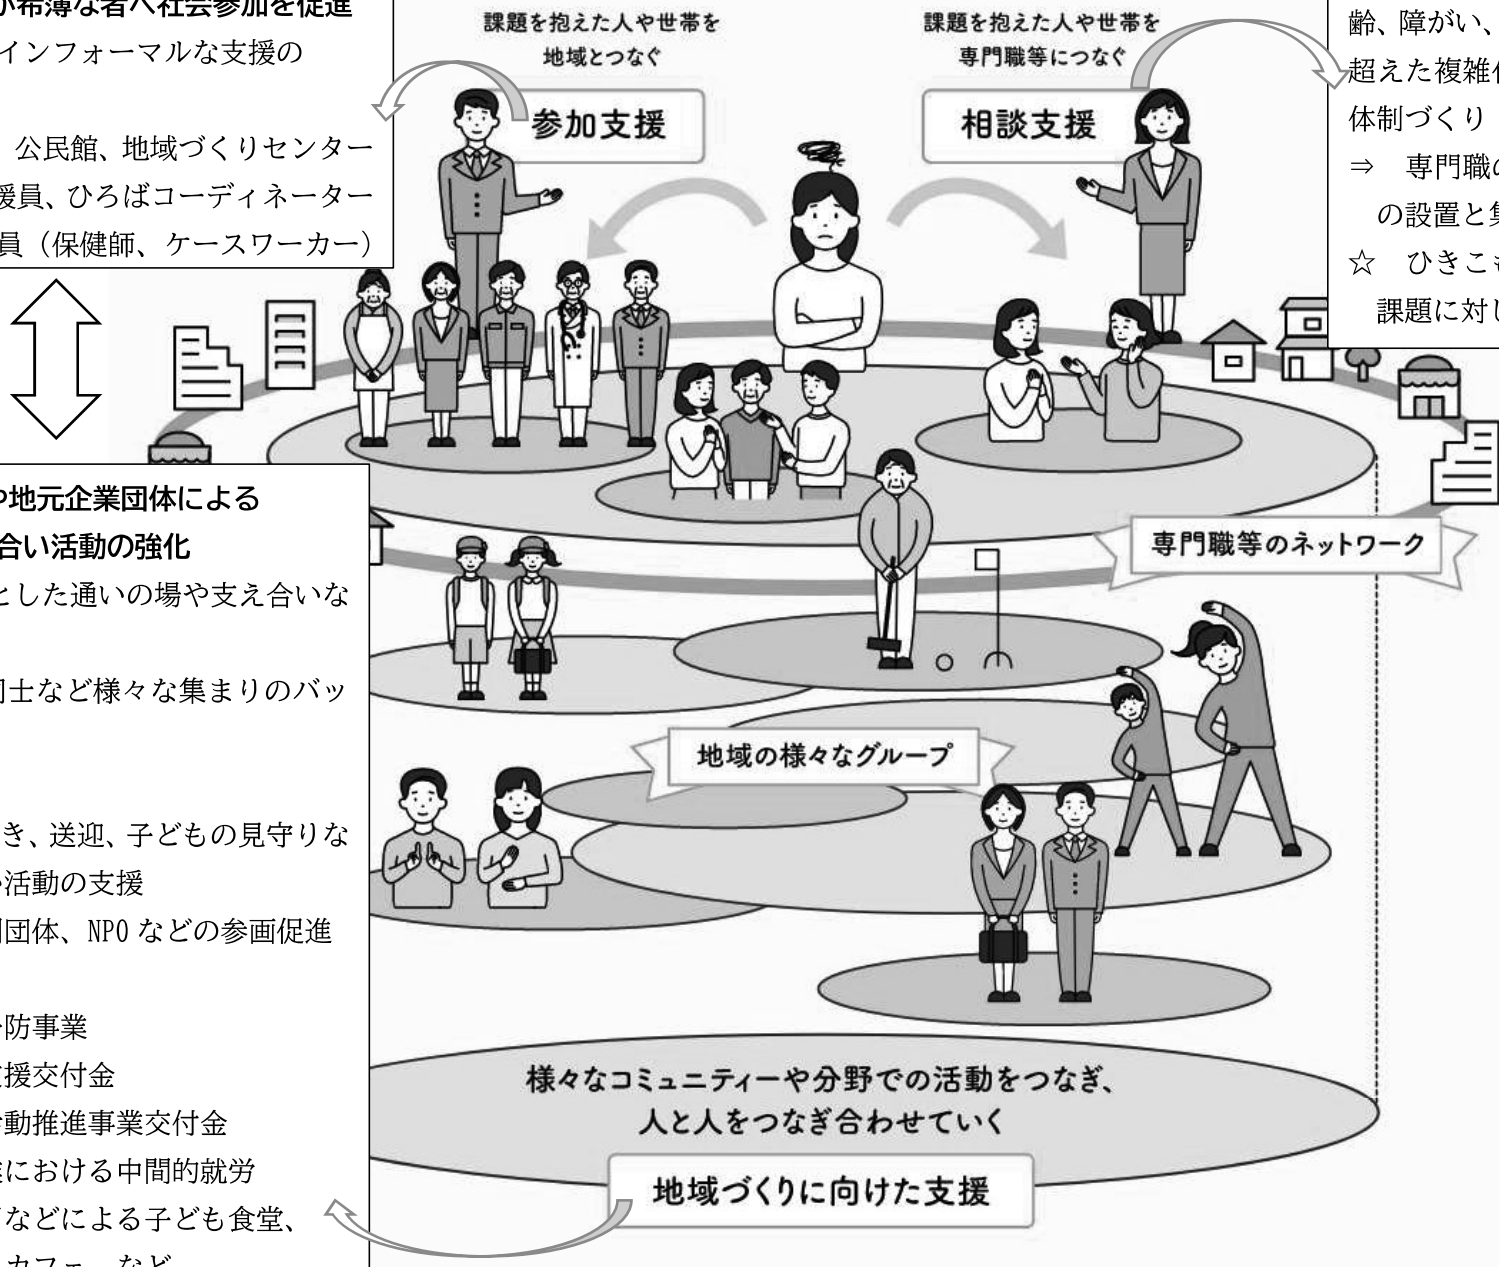 が希薄な者へ社会参加を促進
インフォーマルな支援の
公民館、地域づくりセンター
援員、ひろばコーディネーター
員（保健師、ケースワーカー）
課題を抱えた人や世帯を
地域とつなぐ
参加支援
課題を抱えた人や世帯を
専門職等につなぐ
相談支援
齢、障がい、
超えた複雑
体制づくり
⇒　専門職
の設置と
☆　ひきこ
課題に対し
や地元企業団体による
合い活動の強化
とした通いの場や支え合いな
同士など様々な集まりのバッ
き、送迎、子どもの見守りな
い活動の支援
団体、NPOなどの参画促進
予防事業
支援交付金
活動推進事業交付金
における中間的就労
などによる子ども食堂、
カフェ　など
専門職等のネットワーク
地域の様々なグループ
様々なコミュニティーや分野での活動をつなぎ、
人と人をつなぎ合わせていく
地域づくりに向けた支援